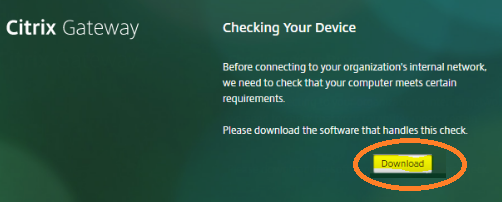 Citrix Gateway
Checking Your Device
Before connecting to your organization's internal network,
we need to check that your computer meets certain
requirements.
Please download the software that handles this check.
Download